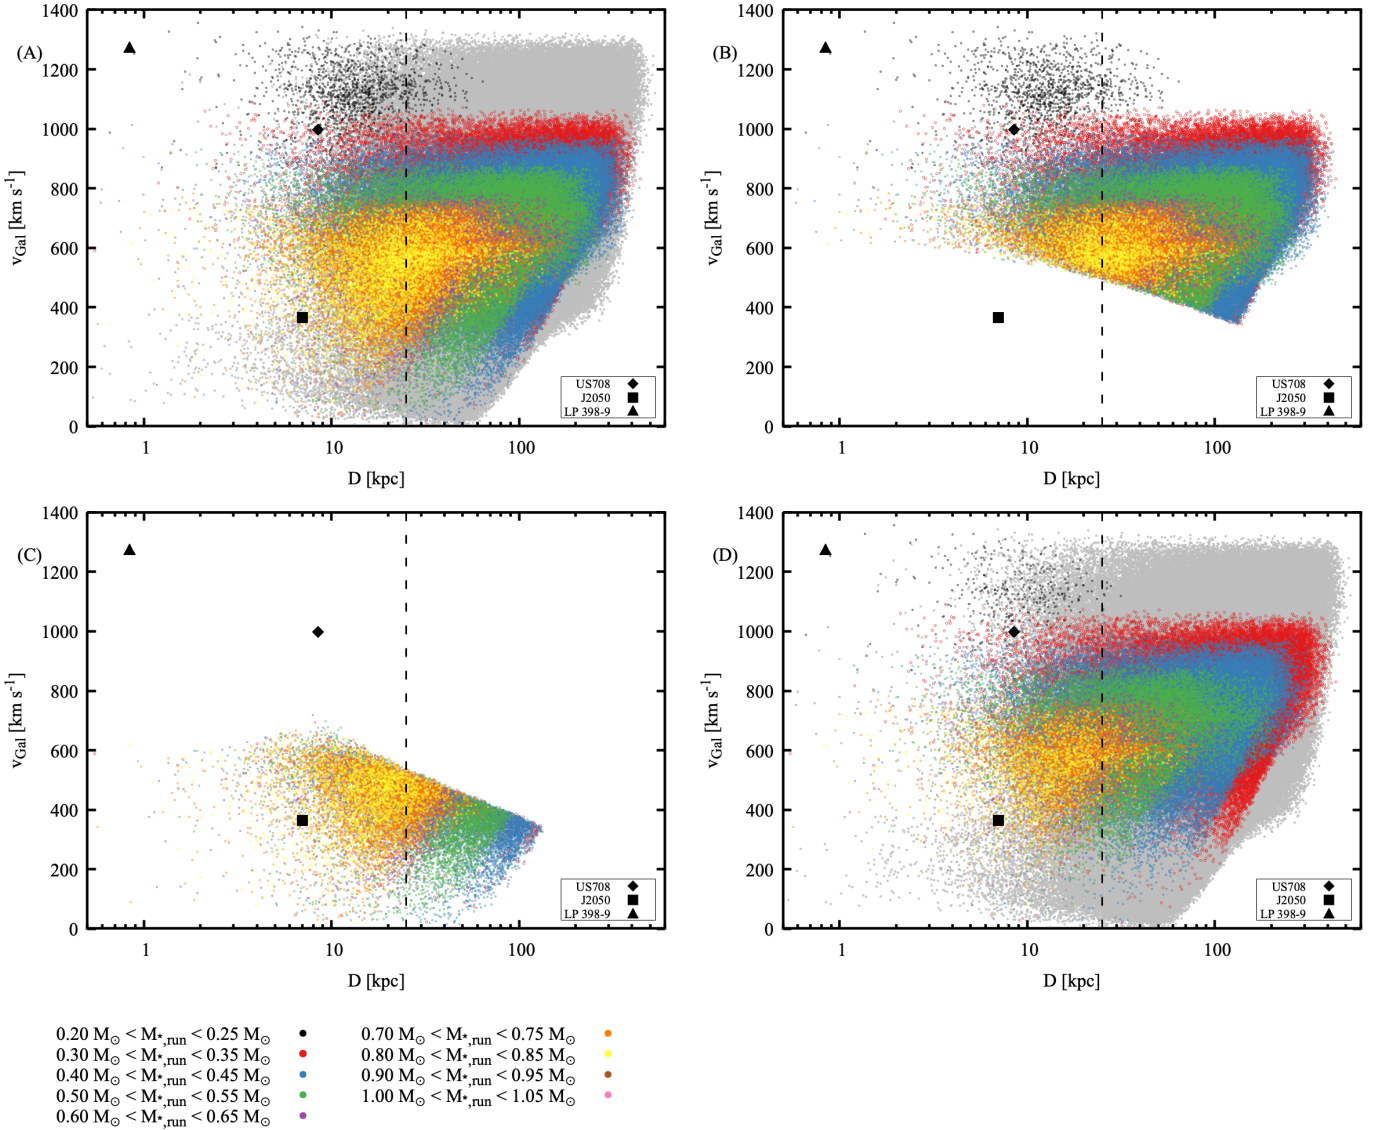 (A)
1400
1200
1000
800
600
400
200
0
v_Gal [km s^-1]
1 10 100
D [kpc]
US708
J2050
LP 398-9
(B)
1400
1200
1000
800
600
400
200
0
v_Gal [km s^-1]
1 10 100
D [kpc]
US708
J2050
LP 398-9
(C)
1400
1200
1000
800
600
400
200
0
v_Gal [km s^-1]
1 10 100
D [kpc]
US708
J2050
LP 398-9
(D)
1400
1200
1000
800
600
400
200
0
v_Gal [km s^-1]
1 10 100
D [kpc]
US708
J2050
LP 398-9
0.20 M☉ < M⋆,run < 0.25 M☉
0.30 M☉ < M⋆,run < 0.35 M☉
0.40 M☉ < M⋆,run < 0.45 M☉
0.50 M☉ < M⋆,run < 0.55 M☉
0.60 M☉ < M⋆,run < 0.65 M☉
0.70 M☉ < M⋆,run < 0.75 M☉
0.80 M☉ < M⋆,run < 0.85 M☉
0.90 M☉ < M⋆,run < 0.95 M☉
1.00 M☉ < M⋆,run < 1.05 M☉